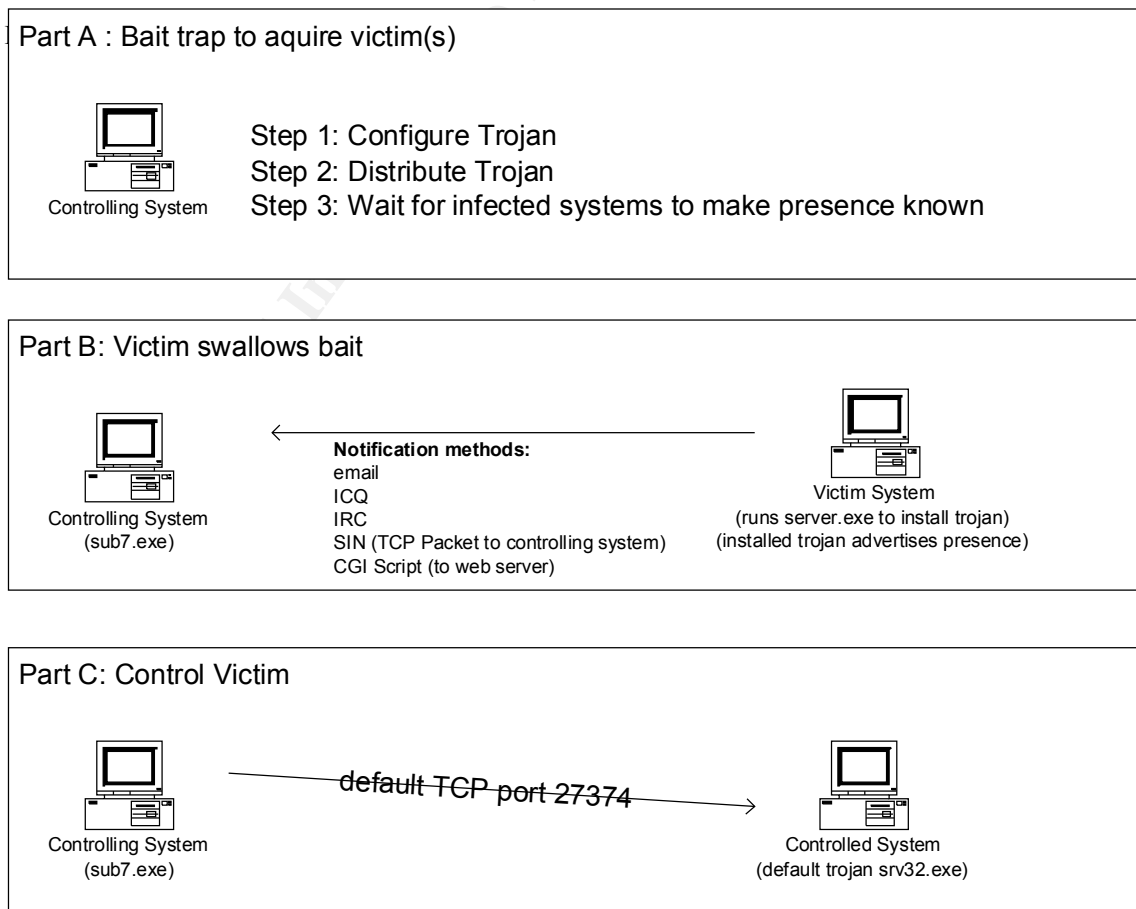 Part A : Bait trap to aquire victim(s)
Step 1: Configure Trojan
Step 2: Distribute Trojan
Step 3: Wait for infected systems to make presence known
Controlling System
Part B: Victim swallows bait
Notification methods:
email
ICQ
IRC
SIN (TCP Packet to controlling system)
CGI Script (to web server)
Controlling System
(sub7.exe)
Victim System
(runs server.exe to install trojan)
(installed trojan advertises presence)
Part C: Control Victim
default TCP port 27374
Controlling System
(sub7.exe)
Controlled System
(default trojan srv32.exe)